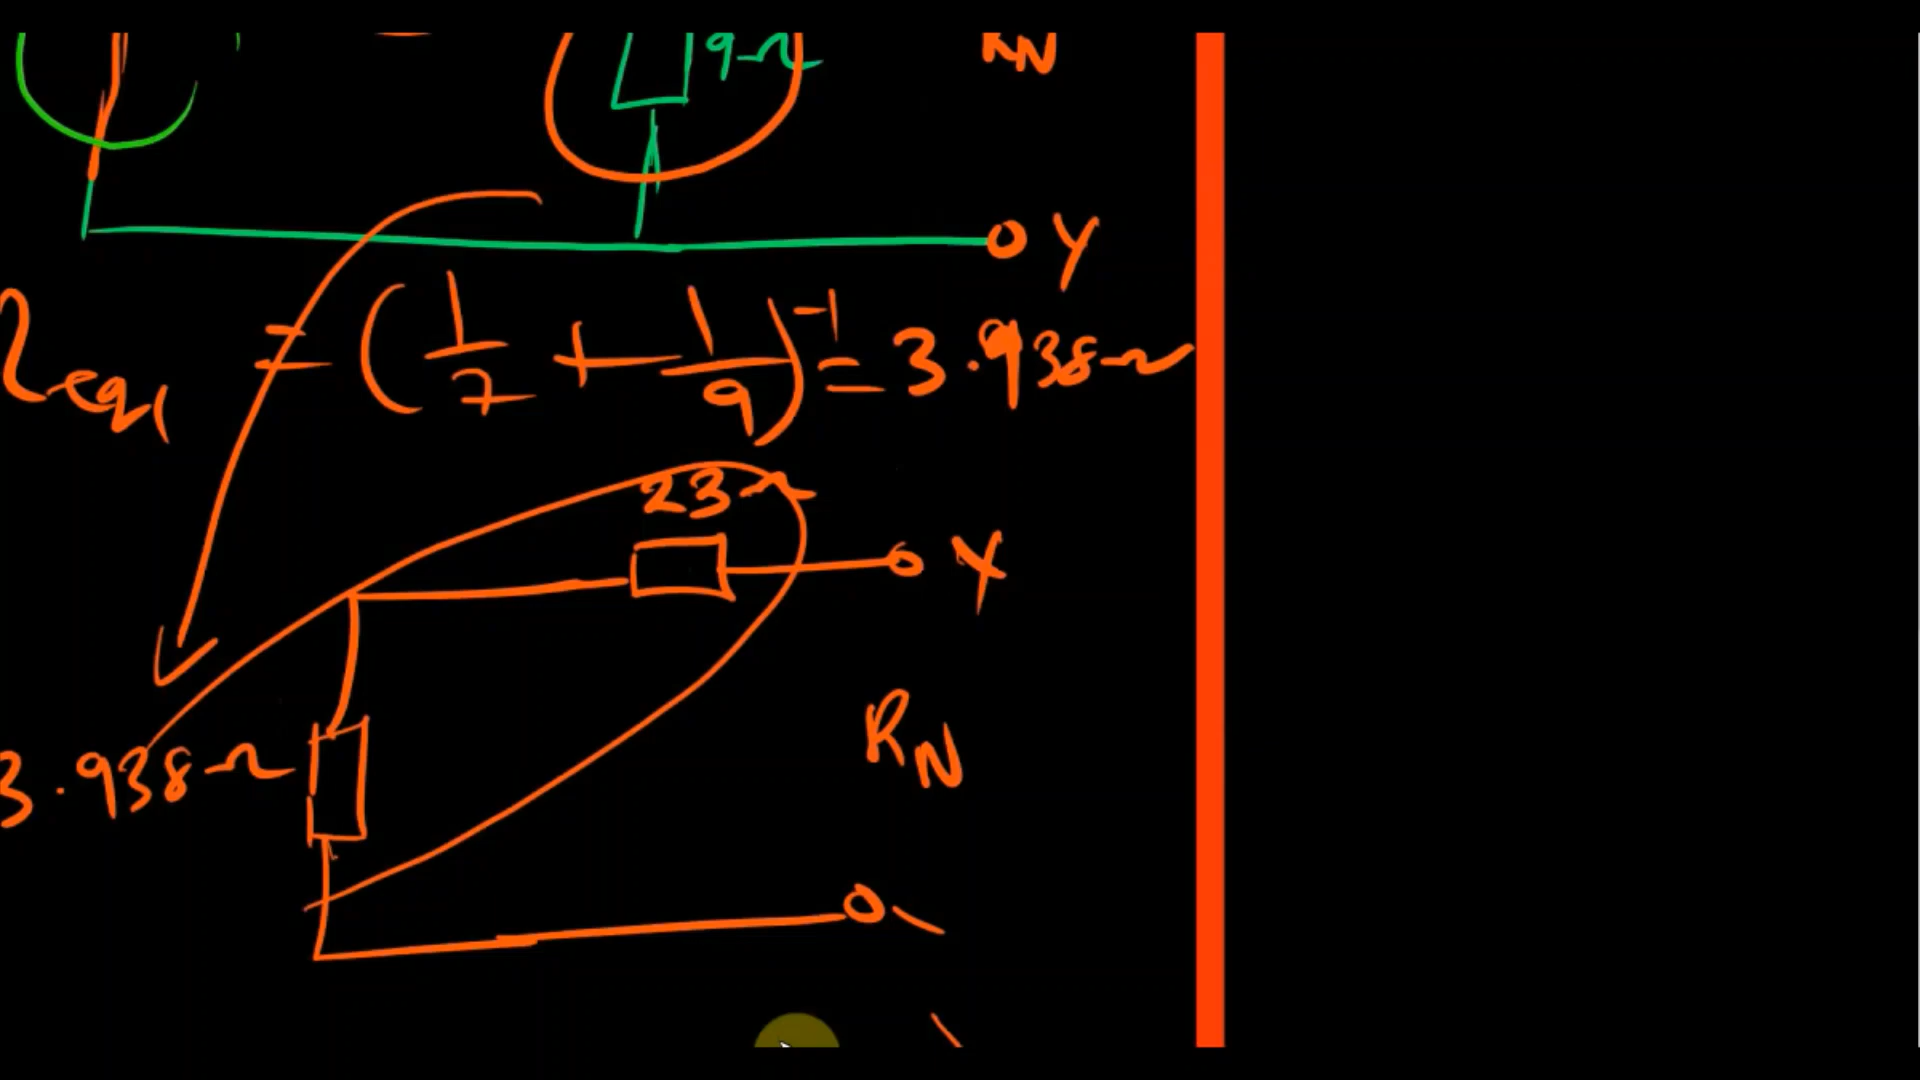 9Ω
RN
Y
Req1 = (1/7 + 1/9)^-1 = 3.938Ω
23Ω
X
RN
3.938Ω